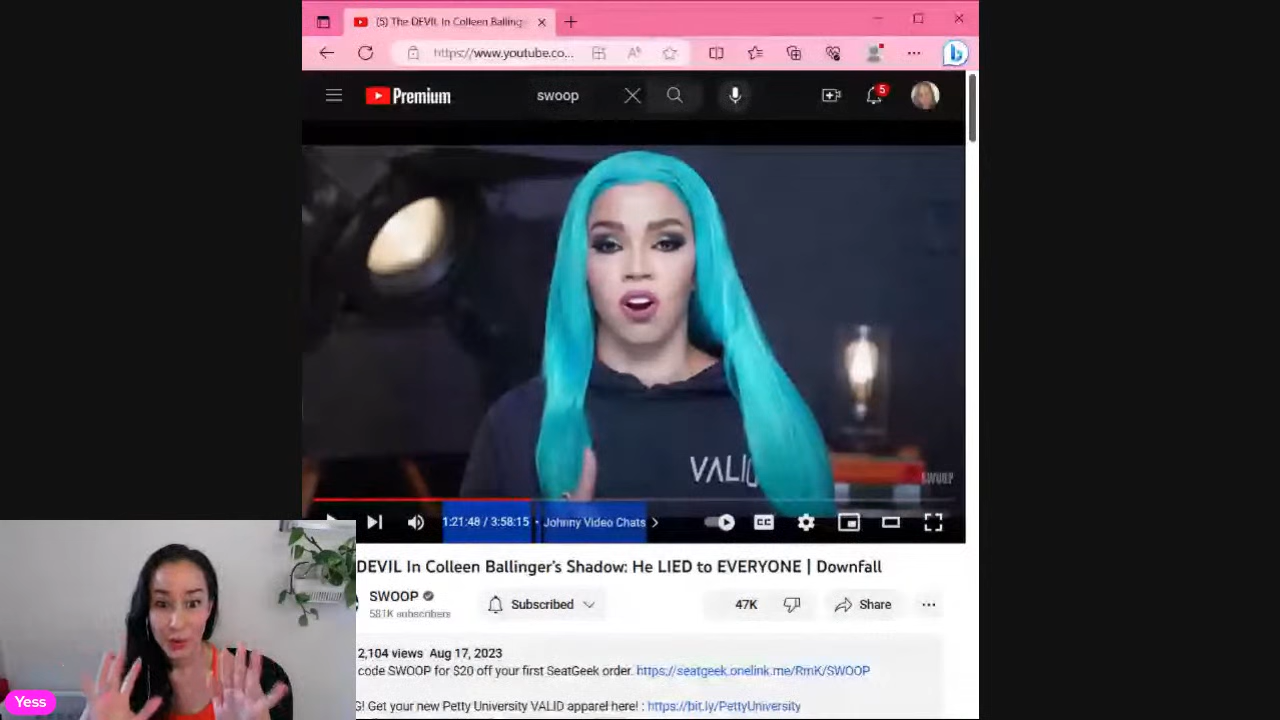 (5) The DEVIL In Colleen Balling
https://www.youtube.co...
Premium
swoop
5
VALID
SWOOP
1:21:48 / 3:58:15 • Johnny Video Chats
CC
DEVIL In Colleen Ballinger's Shadow: He LIED to EVERYONE | Downfall
SWOOP
581K subscribers
Subscribed
47K
Share
2,104 views Aug 17, 2023
code SWOOP for $20 off your first SeatGeek order. https://seatgeek.onelink.me/RrnK/SWOOP
G! Get your new Petty University VALID apparel here! : https://bit.ly/PettyUniversity
Yess